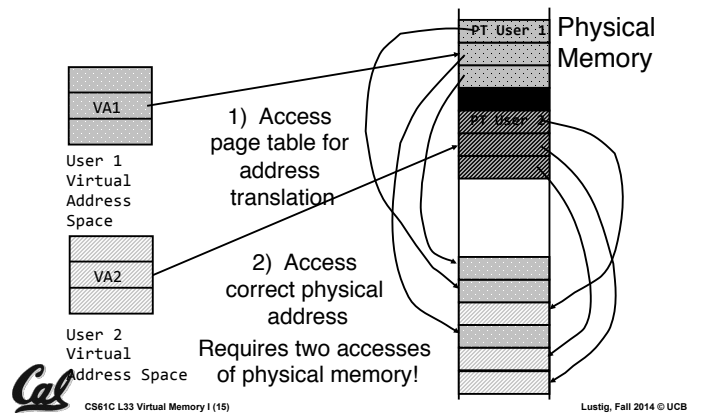 PT User 1
Physical
Memory
VA1
1) Access
page table for
address
translation
PT User 2
User 1
Virtual
Address
Space
VA2
2) Access
correct physical
address
Requires two accesses
of physical memory!
User 2
Virtual
Address Space
Cal
CS61C L33 Virtual Memory I (15)
Lustig, Fall 2014 © UCB